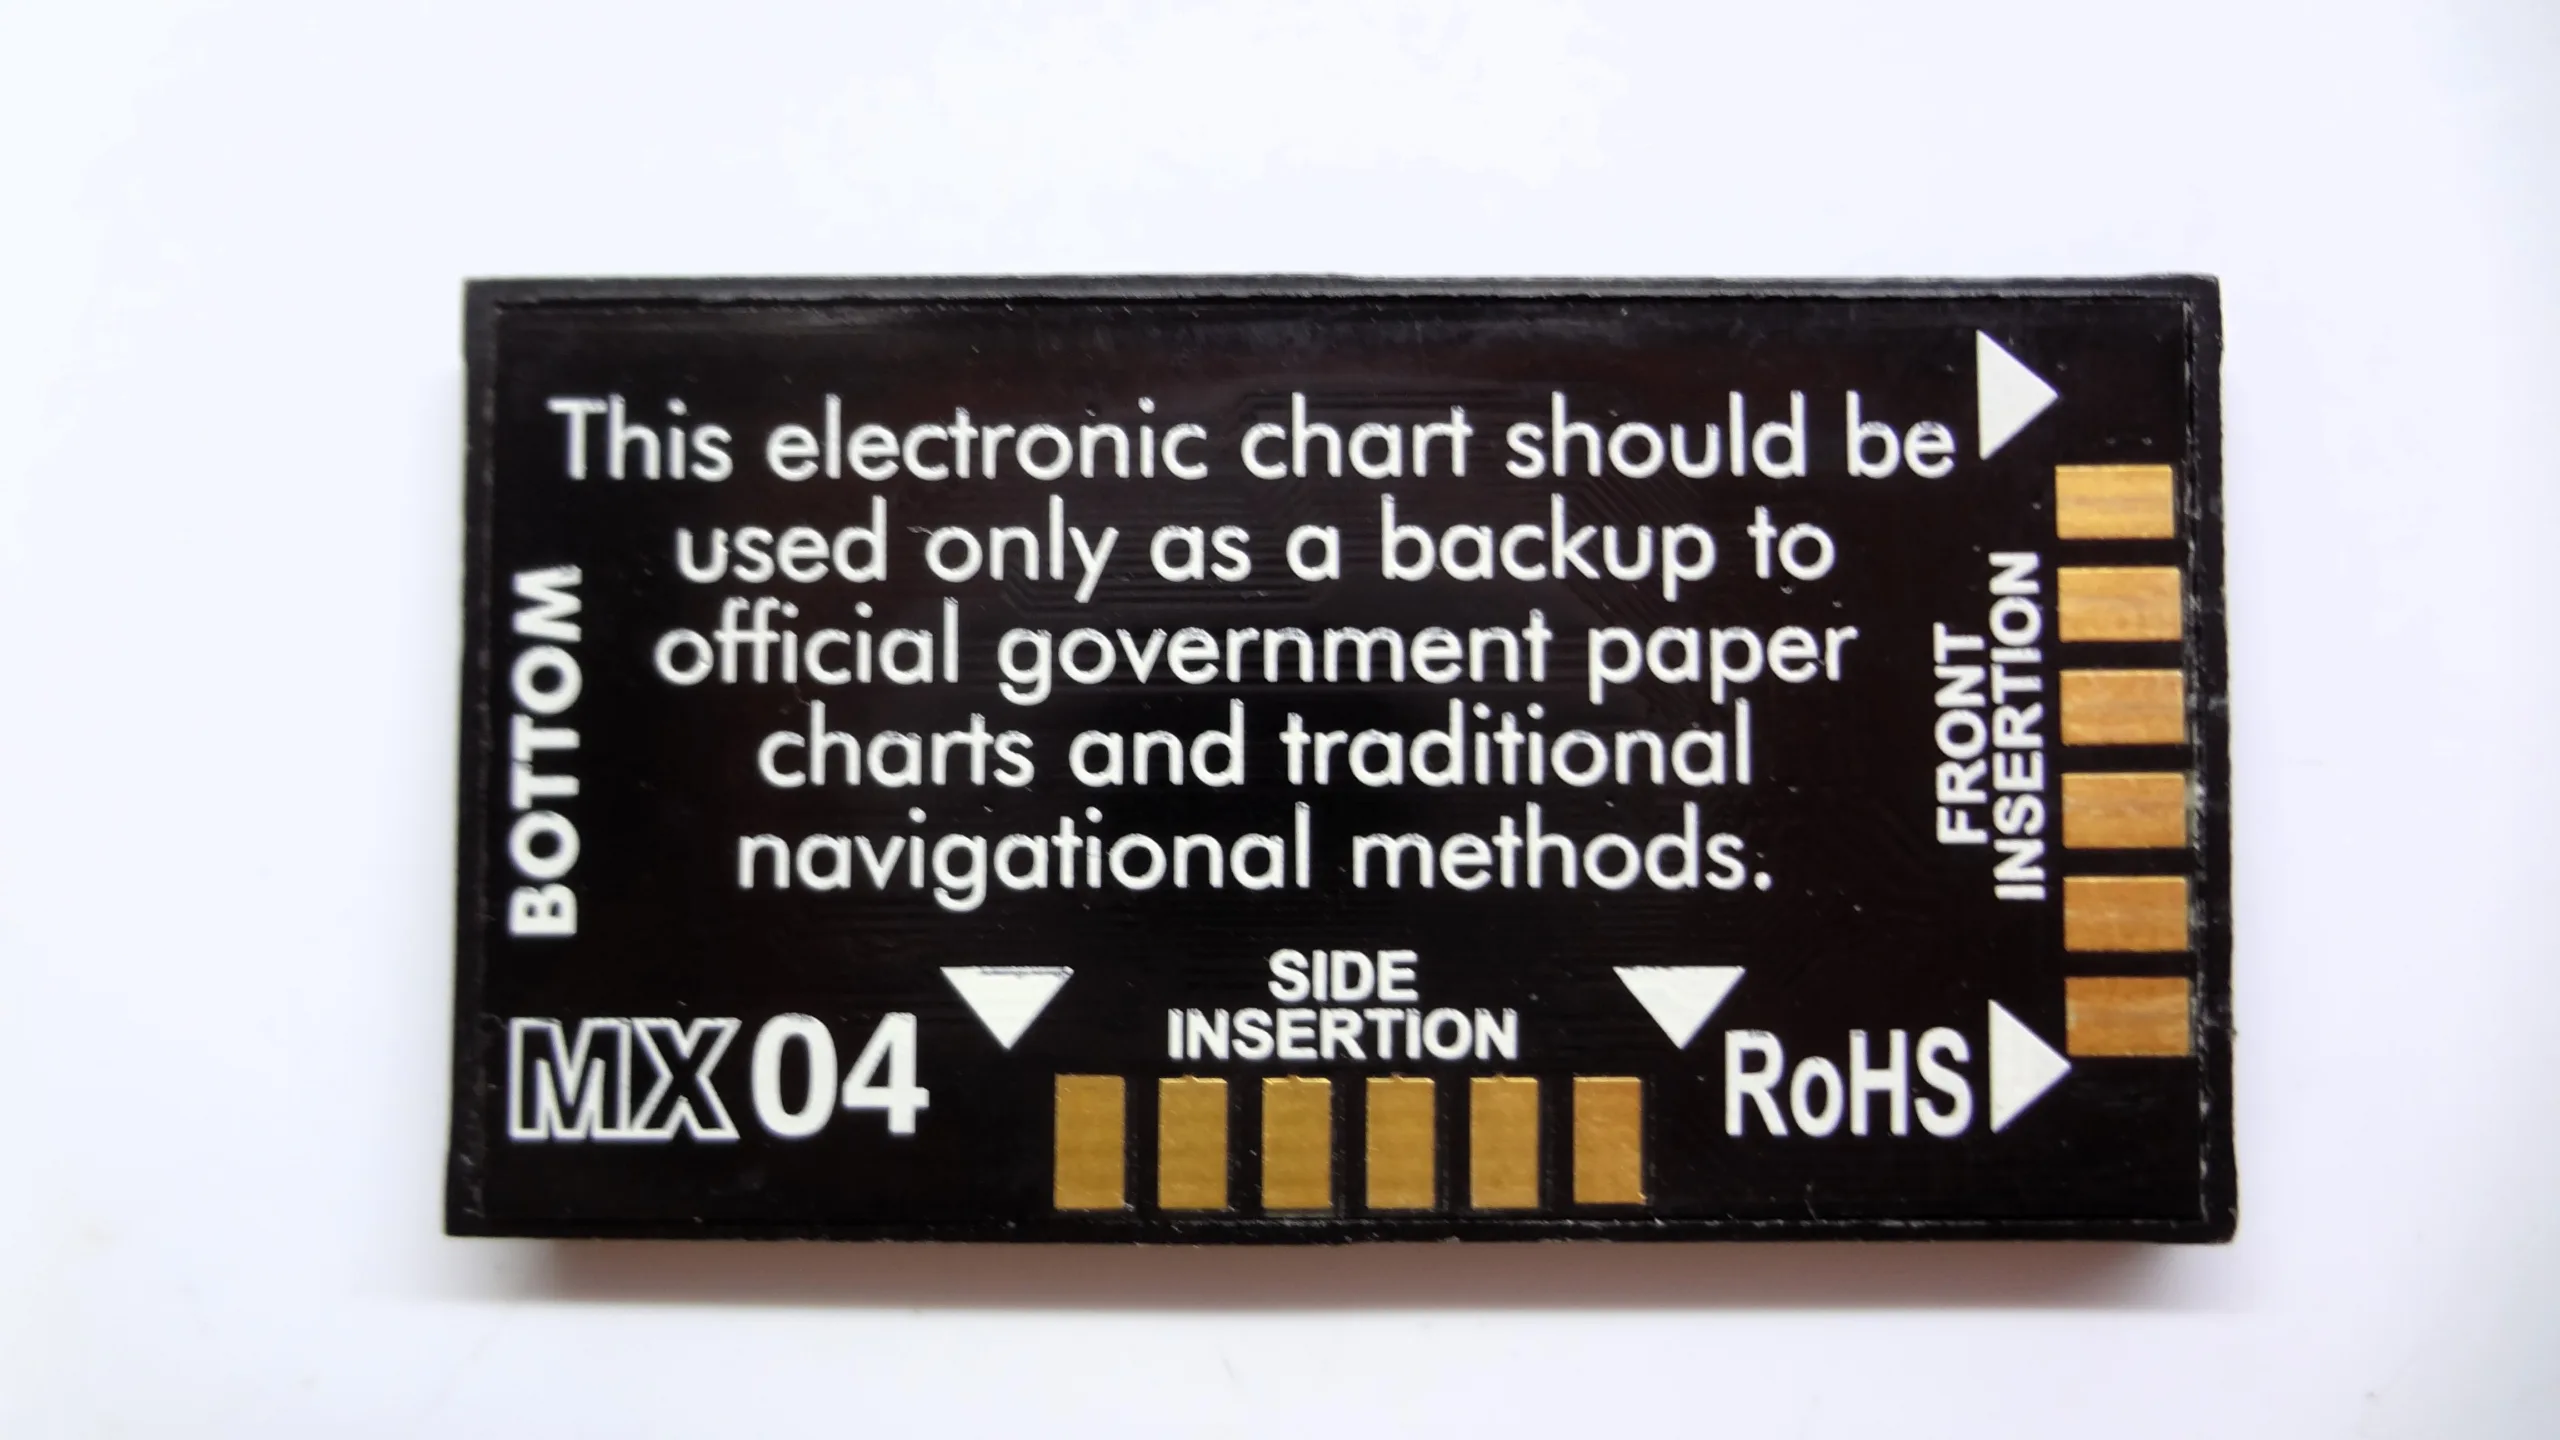 This electronic chart should be
used only as a backup to
official government paper
charts and traditional
navigational methods.
BOTTOM
FRONT
INSERTION
SIDE
INSERTION
MX04
RoHS